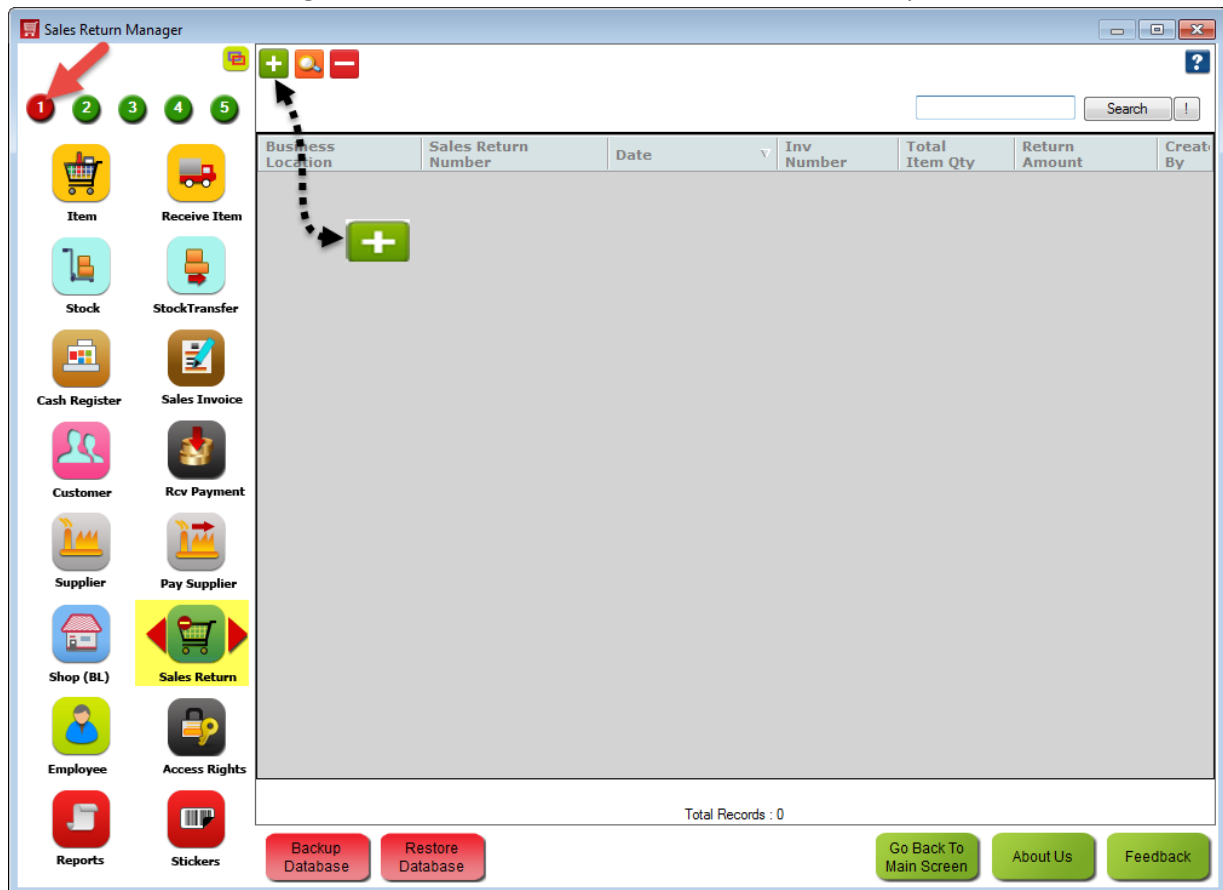 Sales Return Manager
?
1 2 3 4 5
Search !
Business Location
Sales Return Number
Date
Inv Number
Total Item Qty
Return Amount
Creat By
Item
Receive Item
Stock
StockTransfer
Cash Register
Sales Invoice
Customer
Rcv Payment
Supplier
Pay Supplier
Shop (BL)
Sales Return
Employee
Access Rights
Reports
Stickers
Total Records : 0
Backup
Database
Restore
Database
Go Back To
Main Screen
About Us
Feedback